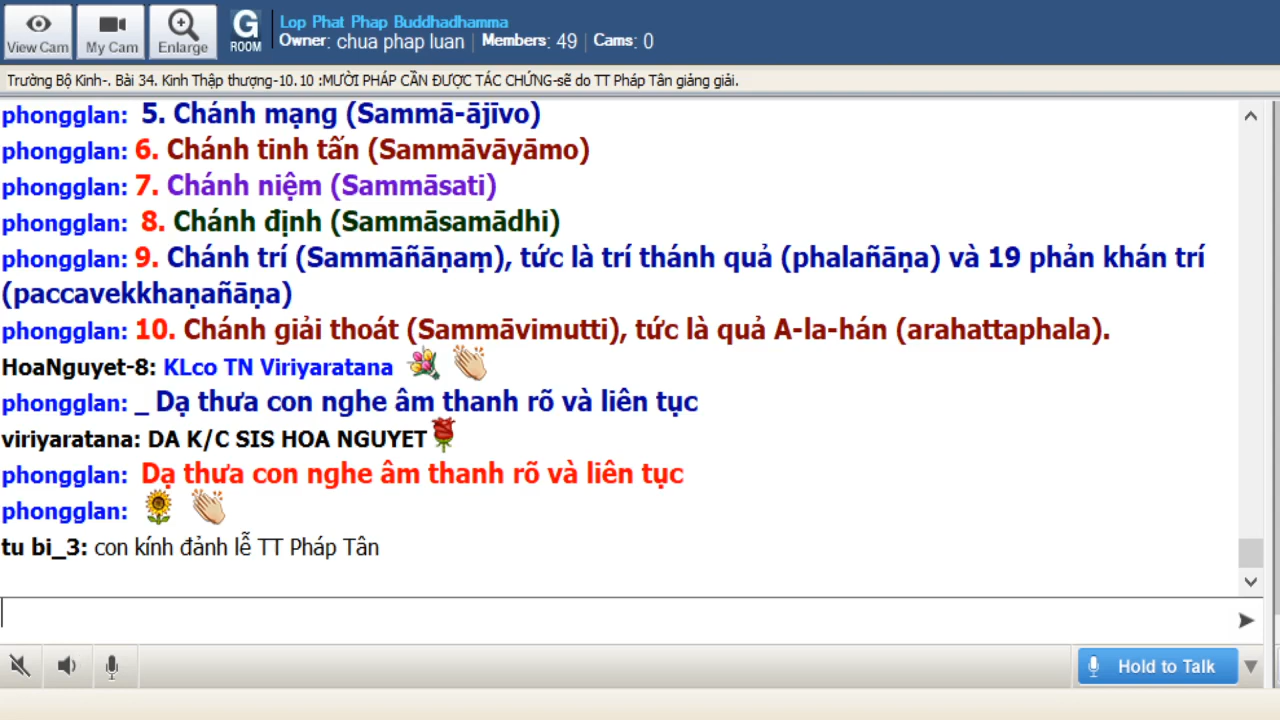 View Cam
My Cam
Enlarge
G
ROOM
Lop Phat Phap Buddhadhamma
Owner: chua phap luan | Members: 49 | Cams: 0
Trường Bộ Kinh-. Bài 34. Kinh Thập thượng-10. 10 :MƯỜI PHÁP CẦN ĐƯỢC TÁC CHỨNG-sẽ do TT Pháp Tân giảng giải.
phongglan: 5. Chánh mạng (Sammā-ājīvo)
phongglan: 6. Chánh tinh tấn (Sammāvāyāmo)
phongglan: 7. Chánh niệm (Sammāsati)
phongglan: 8. Chánh định (Sammāsamādhi)
phongglan: 9. Chánh trí (Sammāñāṇaṃ), tức là trí thánh quả (phalañāṇa) và 19 phản khán trí
(paccavekkhaṇañāṇa)
phongglan: 10. Chánh giải thoát (Sammāvimutti), tức là quả A-la-hán (arahattaphala).
HoaNguyet-8: KLco TN Viriyaratana
phongglan: _ Dạ thưa con nghe âm thanh rõ và liên tục
viriyaratana: DA K/C SIS HOA NGUYET
phongglan: Dạ thưa con nghe âm thanh rõ và liên tục
phongglan:
tu bi_3: con kính đảnh lễ TT Pháp Tân
Hold to Talk